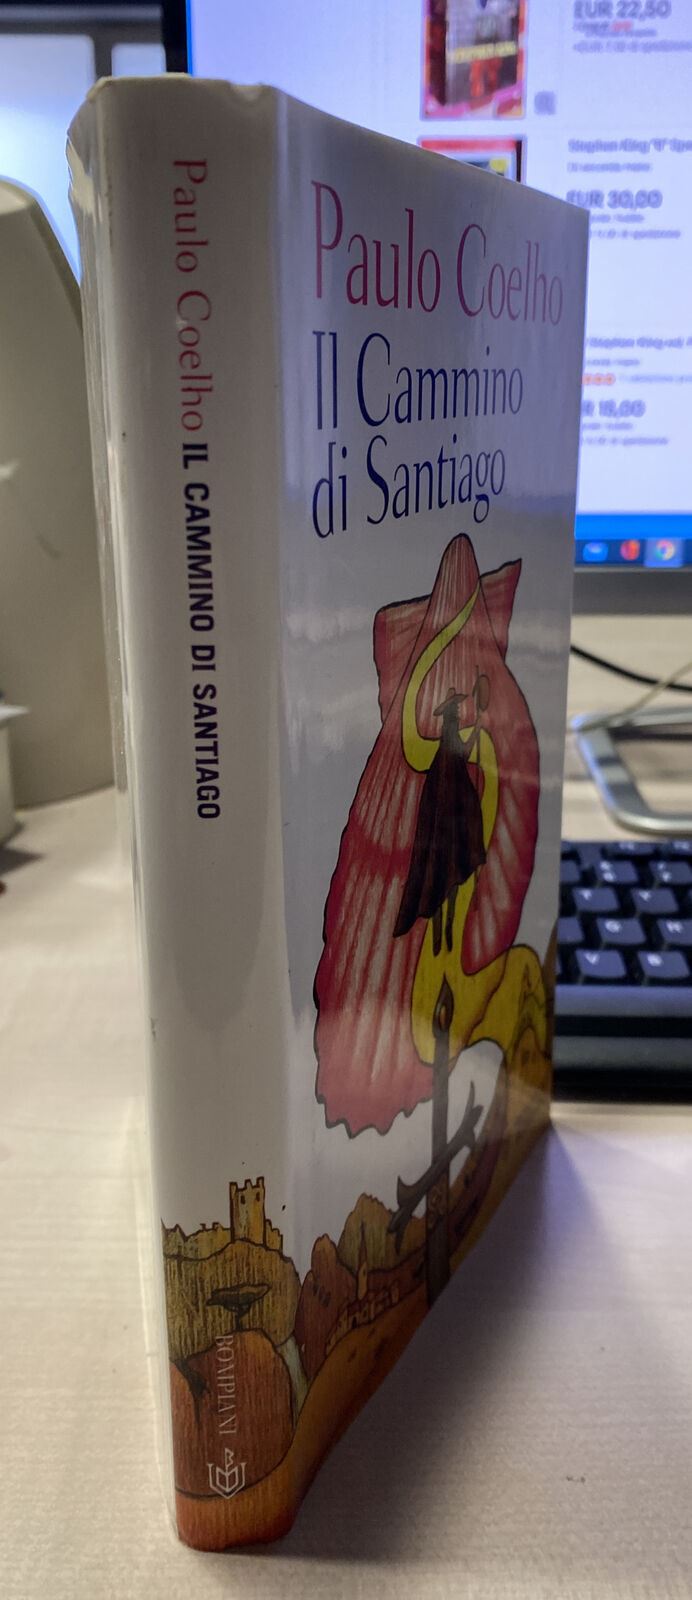 Paulo Coelho
Il Cammino
di Santiago
Paulo Coelho IL CAMMINO DI SANTIAGO
BOMPIANI
EUR 22,50
EUR 30,00